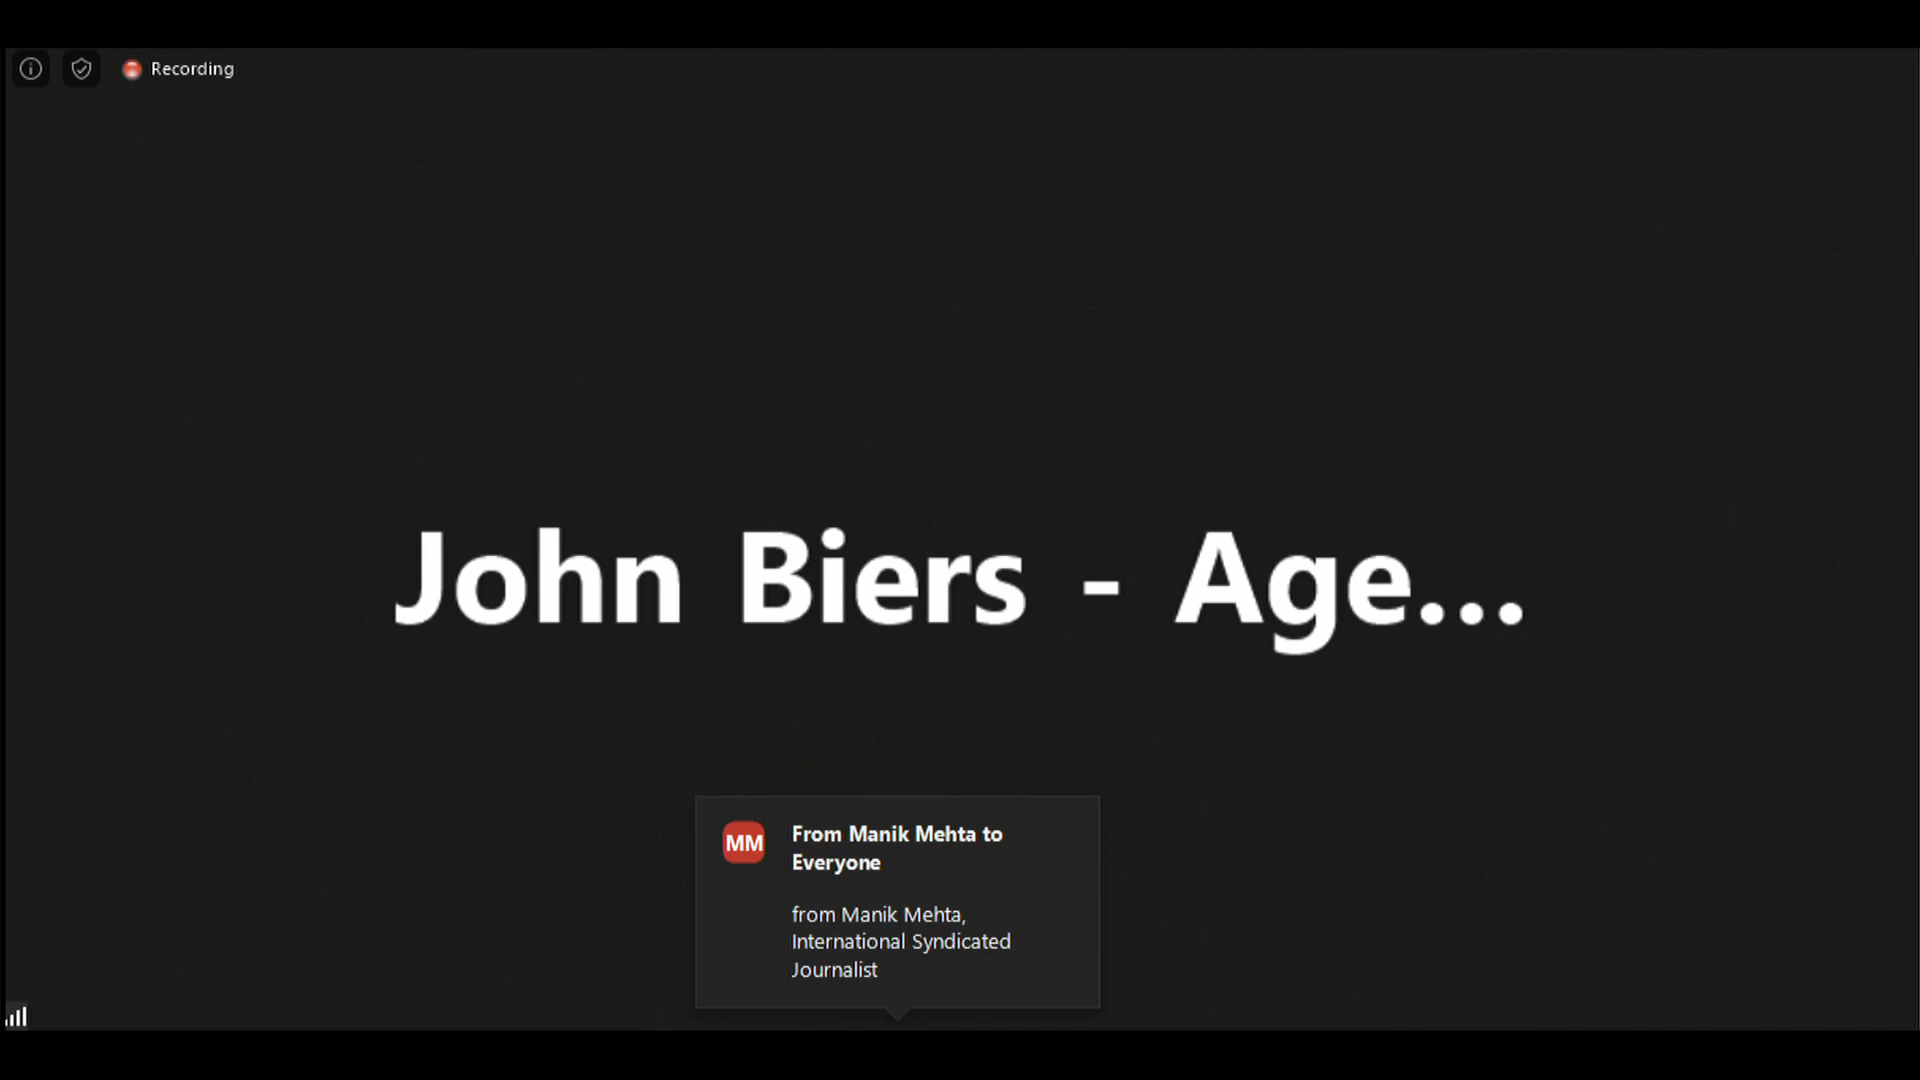 Recording
John Biers - Age...
MM
From Manik Mehta to
Everyone
from Manik Mehta,
International Syndicated
Journalist